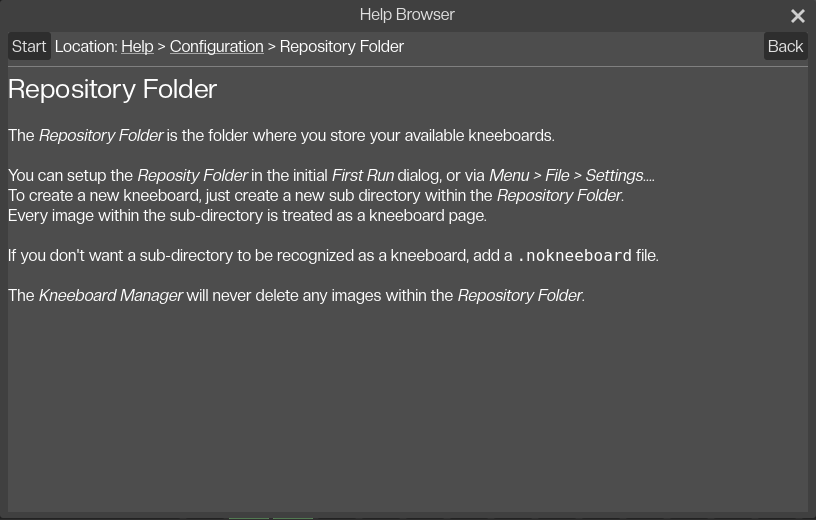 Help Browser
Start Location: Help > Configuration > Repository Folder Back
Repository Folder
The Repository Folder is the folder where you store your available kneeboards.
You can setup the Reposity Folder in the initial First Run dialog, or via Menu > File > Settings....
To create a new kneeboard, just create a new sub directory within the Repository Folder.
Every image within the sub-directory is treated as a kneeboard page.
If you don't want a sub-directory to be recognized as a kneeboard, add a .nokneeboard file.
The Kneeboard Manager will never delete any images within the Repository Folder.